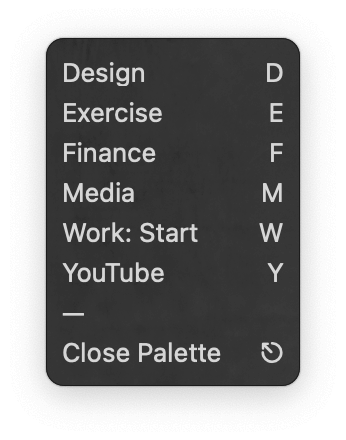 Design D
Exercise E
Finance F
Media M
Work: Start W
YouTube Y
—
Close Palette ⎋